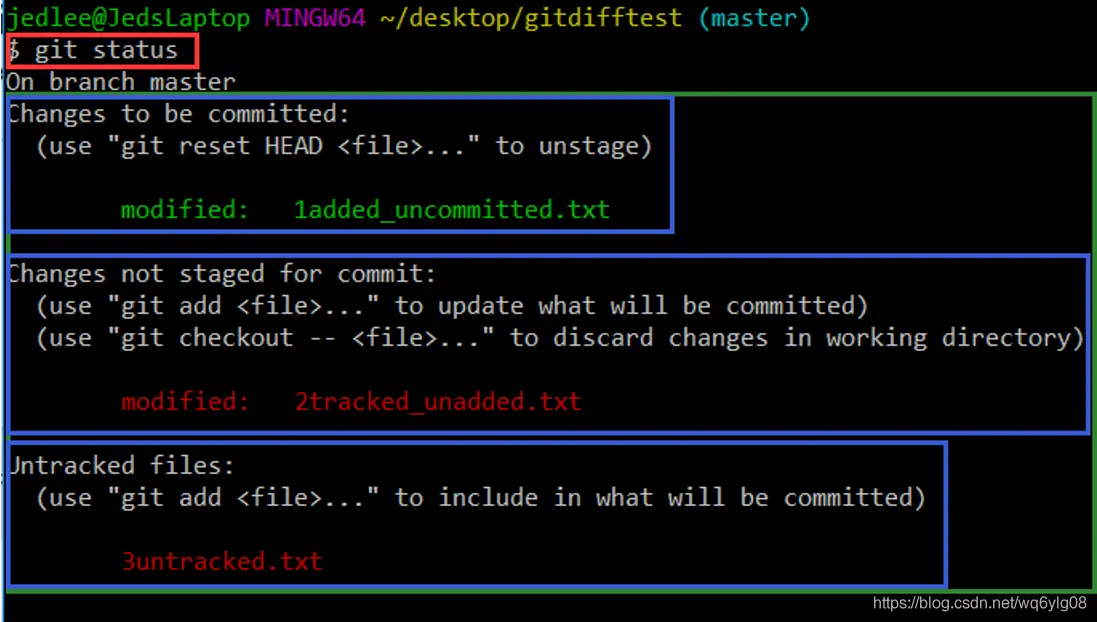 jedlee@JedsLaptop MINGW64 ~/desktop/gitdifftest (master)
$ git status
On branch master
Changes to be committed:
(use "git reset HEAD <file>..." to unstage)
modified: 1added_uncommitted.txt
Changes not staged for commit:
(use "git add <file>..." to update what will be committed)
(use "git checkout -- <file>..." to discard changes in working directory)
modified: 2tracked_unadded.txt
Untracked files:
(use "git add <file>..." to include in what will be committed)
3untracked.txt
https://blog.csdn.net/wq6ylg08